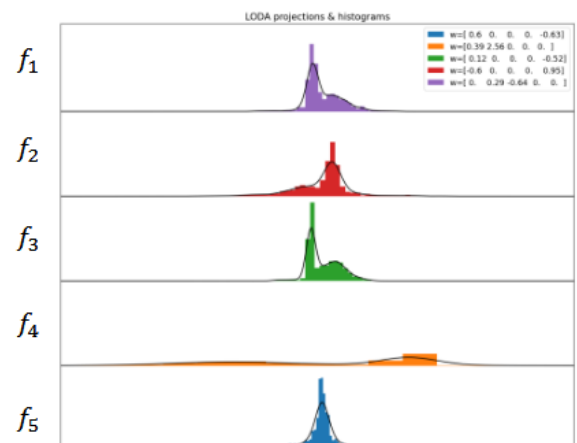 LODA projections & histograms
w=[ 0.6 0. 0. 0. -0.63]
w=[0.39 2.56 0. 0. 0. ]
w=[ 0.12 0. 0. 0. -0.52]
w=[-0.6 0. 0. 0. 0.95]
w=[ 0. 0.29 -0.64 0. 0. ]
f₁
f₂
f₃
f₄
f₅